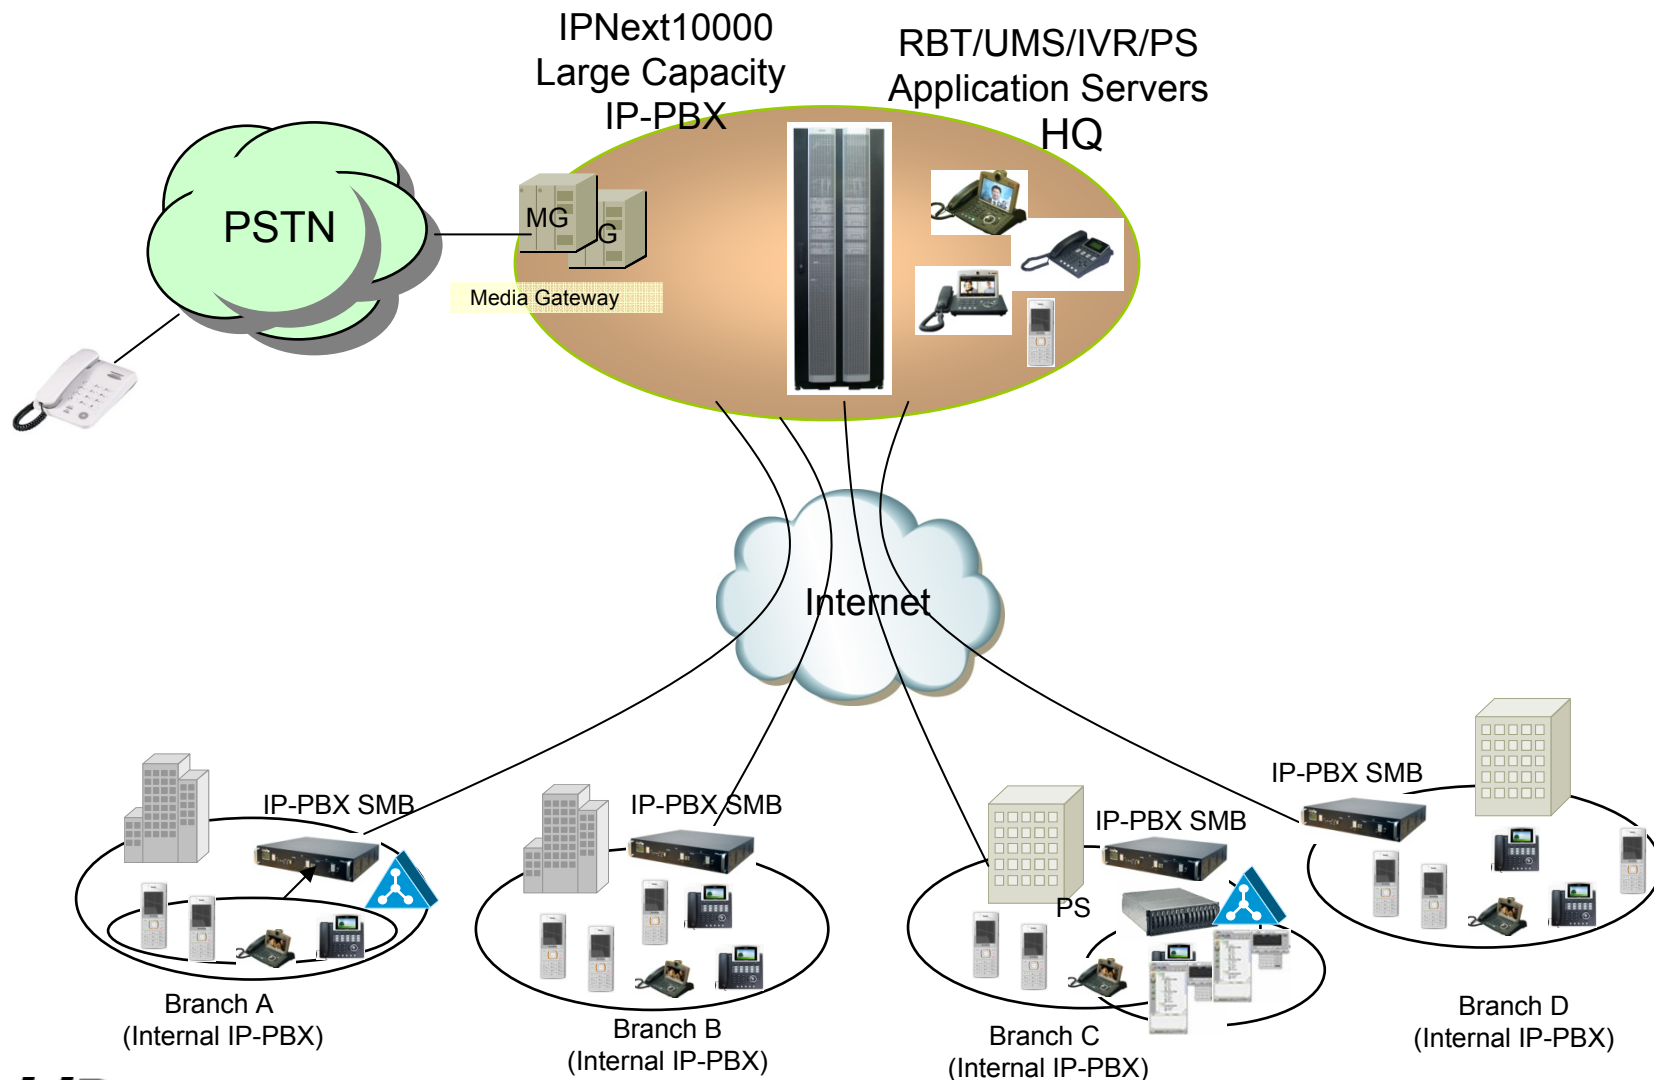 IPNext10000
Large Capacity
IP-PBX
RBT/UMS/IVR/PS
Application Servers
HQ
PSTN
MG
G
Media Gateway
Internet
IP-PBX SMB
IP-PBX SMB
IP-PBX SMB
IP-PBX SMB
PS
Branch A
(Internal IP-PBX)
Branch B
(Internal IP-PBX)
Branch C
(Internal IP-PBX)
Branch D
(Internal IP-PBX)